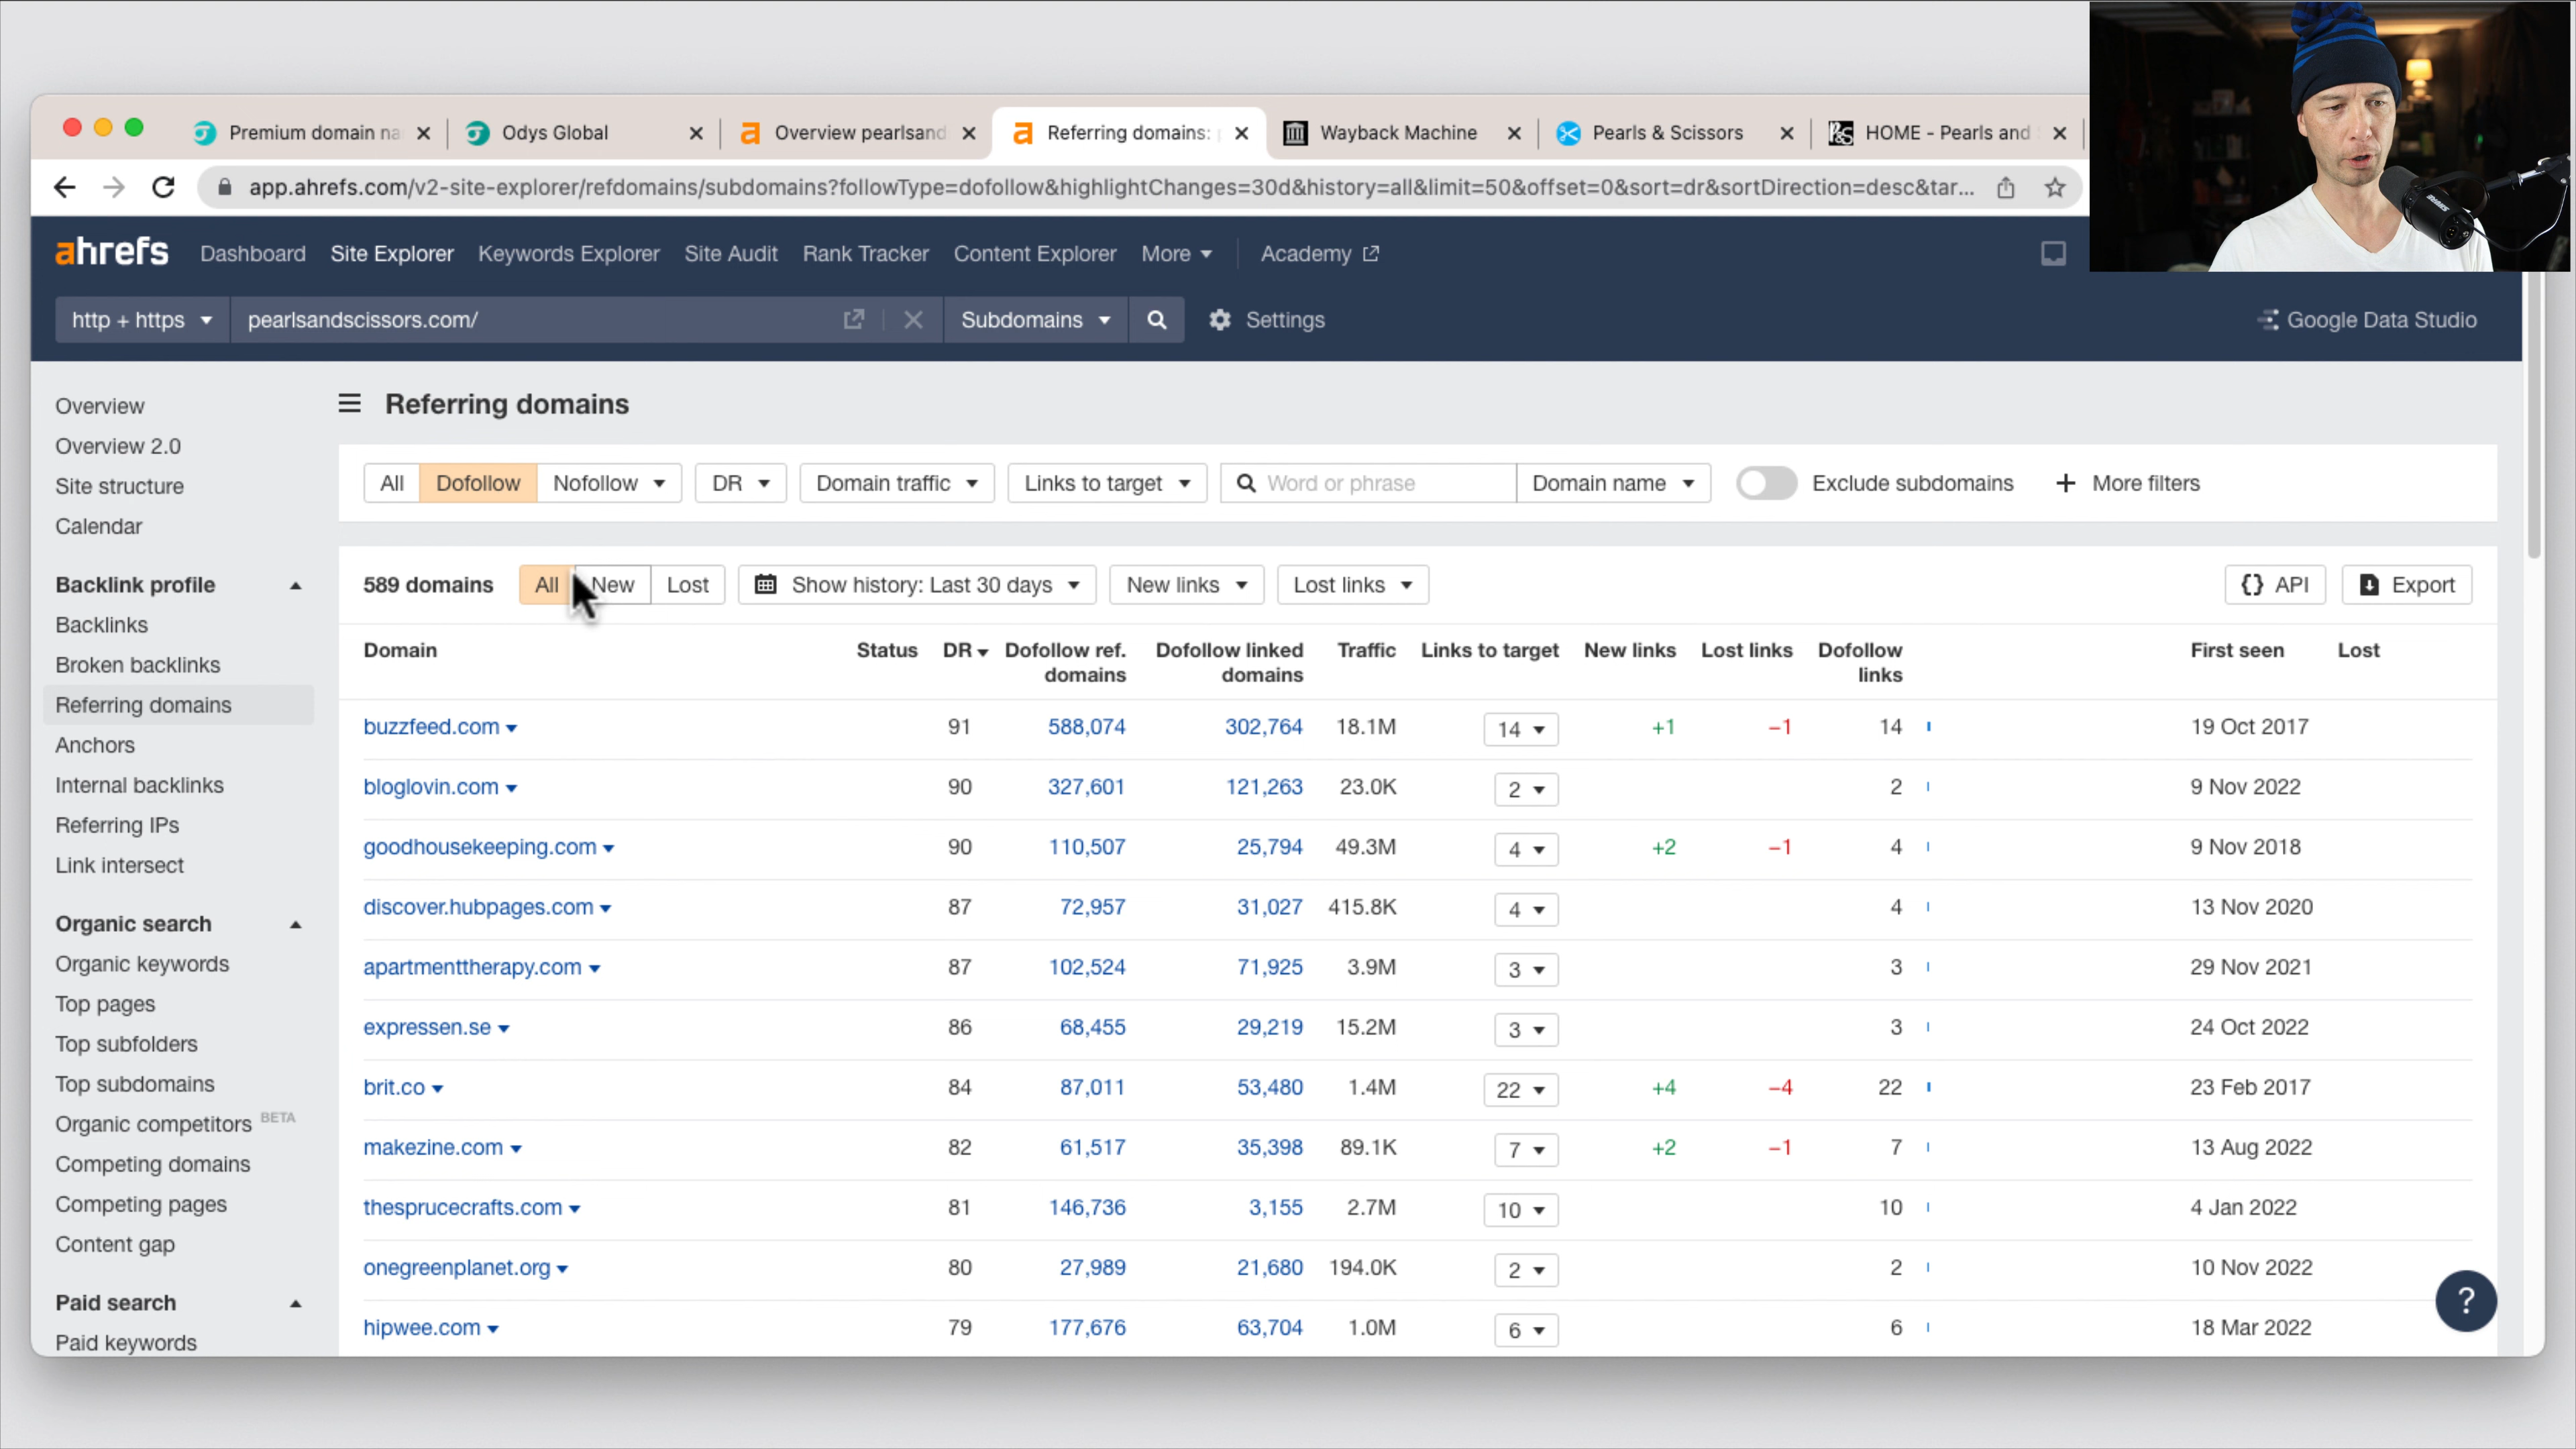 Premium domain na
Odys Global
Overview pearlsand
Referring domains:
Wayback Machine
Pearls & Scissors
HOME - Pearls and
app.ahrefs.com/v2-site-explorer/refdomains/subdomains?followType=dofollow&highlightChanges=30d&history=all&limit=50&offset=0&sort=dr&sortDirection=desc&tar...
ahrefs Dashboard Site Explorer Keywords Explorer Site Audit Rank Tracker Content Explorer More Academy
http + https pearlsandscissors.com/ Subdomains Settings Google Data Studio
Overview
Overview 2.0
Site structure
Calendar
Backlink profile
Backlinks
Broken backlinks
Referring domains
Anchors
Internal backlinks
Referring IPs
Link intersect
Organic search
Organic keywords
Top pages
Top subfolders
Top subdomains
Organic competitors BETA
Competing domains
Competing pages
Content gap
Paid search
Paid keywords
Referring domains
All Dofollow Nofollow DR Domain traffic Links to target Word or phrase Domain name Exclude subdomains + More filters
589 domains All New Lost Show history: Last 30 days New links Lost links {} API Export
Domain Status DR Dofollow ref. domains Dofollow linked domains Traffic Links to target New links Lost links Dofollow links First seen Lost
buzzfeed.com 91 588,074 302,764 18.1M 14 +1 −1 14 19 Oct 2017
bloglovin.com 90 327,601 121,263 23.0K 2 2 9 Nov 2022
goodhousekeeping.com 90 110,507 25,794 49.3M 4 +2 −1 4 9 Nov 2018
discover.hubpages.com 87 72,957 31,027 415.8K 4 4 13 Nov 2020
apartmenttherapy.com 87 102,524 71,925 3.9M 3 3 29 Nov 2021
expressen.se 86 68,455 29,219 15.2M 3 3 24 Oct 2022
brit.co 84 87,011 53,480 1.4M 22 +4 −4 22 23 Feb 2017
makezine.com 82 61,517 35,398 89.1K 7 +2 −1 7 13 Aug 2022
thesprucecrafts.com 81 146,736 3,155 2.7M 10 10 4 Jan 2022
onegreenplanet.org 80 27,989 21,680 194.0K 2 2 10 Nov 2022
hipwee.com 79 177,676 63,704 1.0M 6 6 18 Mar 2022
?